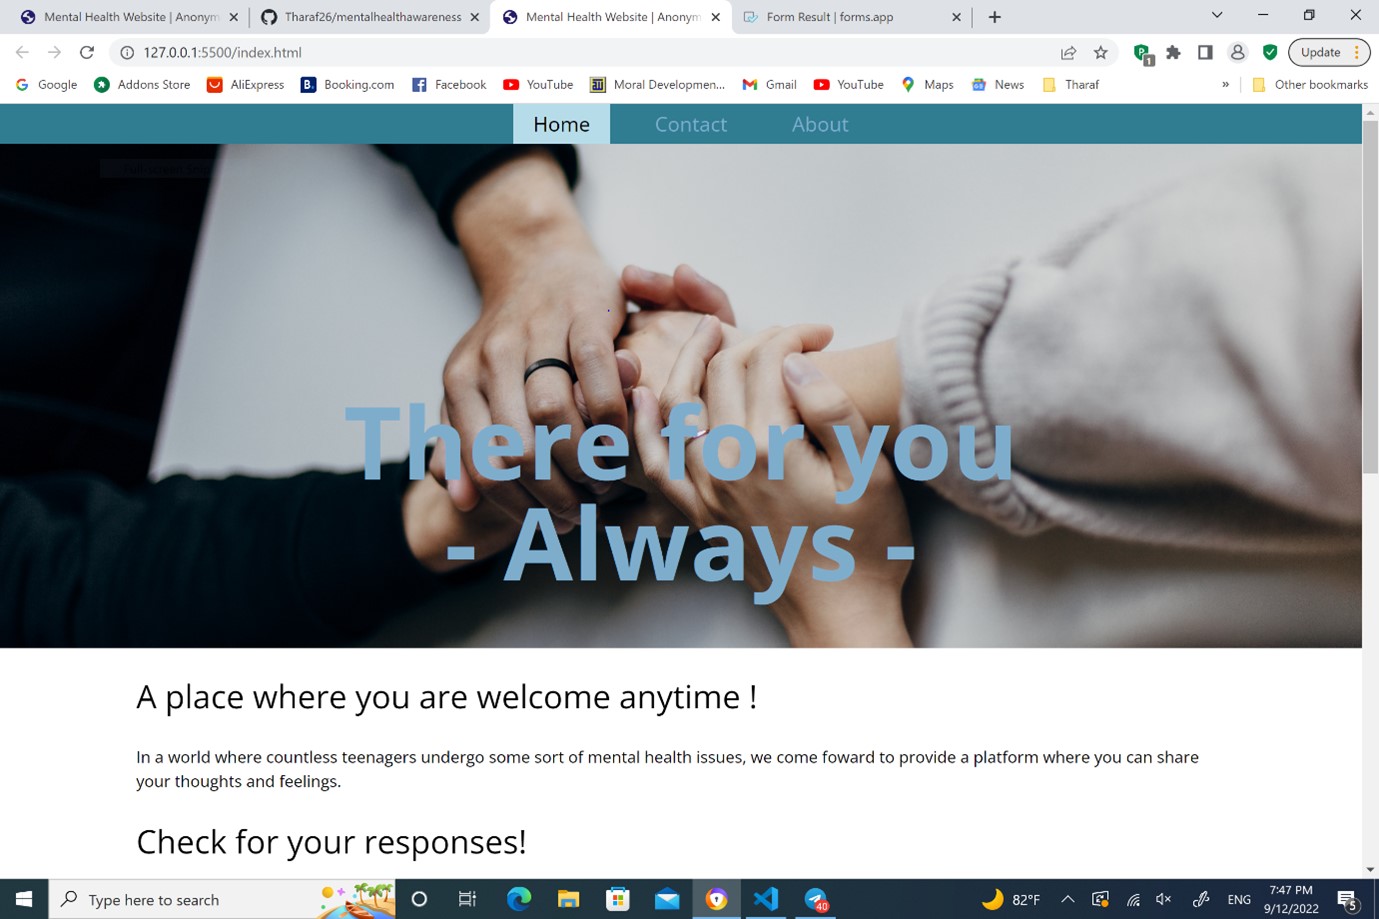 Mental Health Website | Anonym
Tharaf26/mentalhealthawareness
Mental Health Website | Anonym
Form Result | forms.app
127.0.0.1:5500/index.html
1
Update
Google
Addons Store
AliExpress
B.
Booking.com
Facebook
YouTube
Moral Developmen...
Gmail
YouTube
Maps
News
Tharaf
»
Other bookmarks
Home
Contact
About
There for you
- Always -
A place where you are welcome anytime !
In a world where countless teenagers undergo some sort of mental health issues, we come foward to provide a platform where you can share
your thoughts and feelings.
Check for your responses!
Type here to search
40
82°F
ENG
7:47 PM
9/12/2022
5